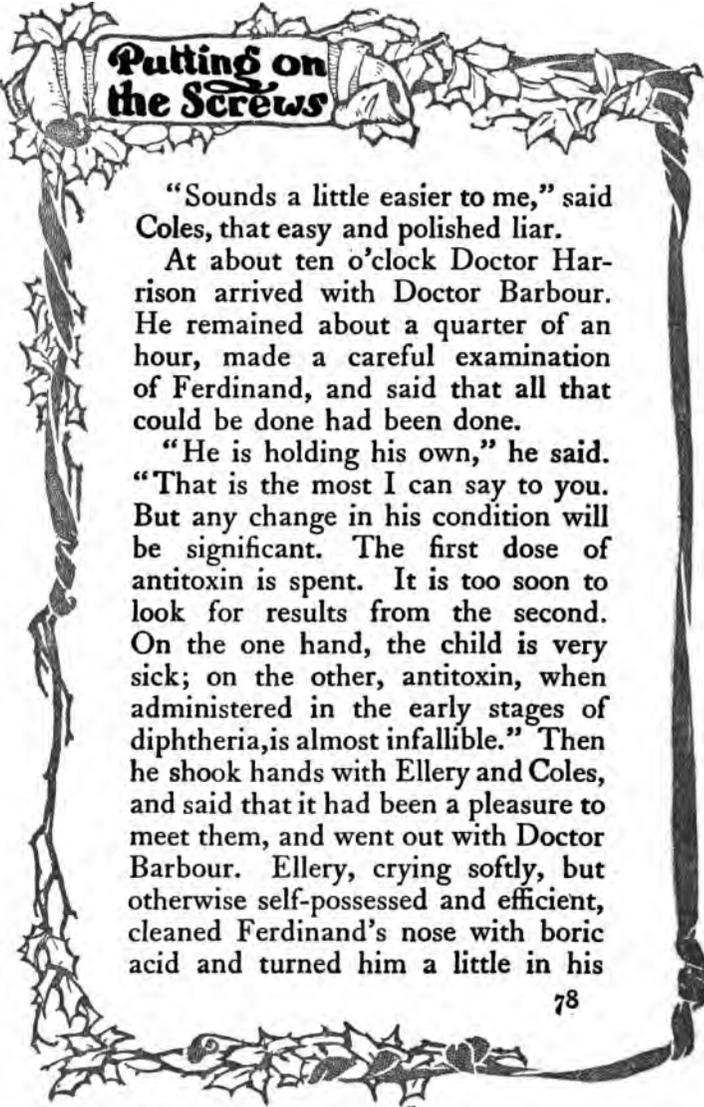 Putting on
the Screws
"Sounds a little easier to me," said
Coles, that easy and polished liar.
At about ten o'clock Doctor Har-
rison arrived with Doctor Barbour.
He remained about a quarter of an
hour, made a careful examination
of Ferdinand, and said that all that
could be done had been done.
"He is holding his own," he said.
"That is the most I can say to you.
But any change in his condition will
be significant. The first dose of
antitoxin is spent. It is too soon to
look for results from the second.
On the one hand, the child is very
sick; on the other, antitoxin, when
administered in the early stages of
diphtheria,is almost infallible." Then
he shook hands with Ellery and Coles,
and said that it had been a pleasure to
meet them, and went out with Doctor
Barbour. Ellery, crying softly, but
otherwise self-possessed and efficient,
cleaned Ferdinand's nose with boric
acid and turned him a little in his
78